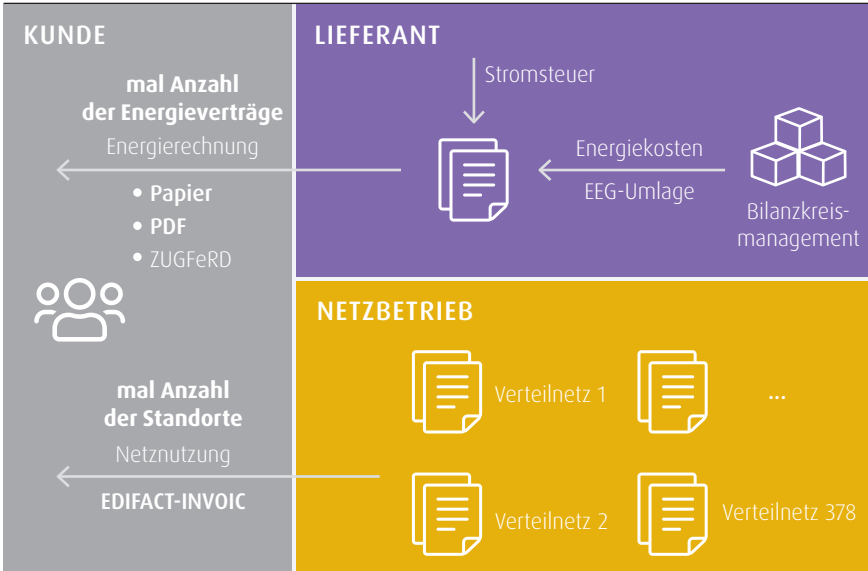 KUNDE
mal Anzahl
der Energieverträge
Energierechnung
• Papier
• PDF
• ZUGFeRD
mal Anzahl
der Standorte
Netznutzung
EDIFACT-INVOIC
LIEFERANT
Stromsteuer
Energiekosten
EEG-Umlage
Bilanzkreis-
management
NETZBETRIEB
Verteilnetz 1
...
Verteilnetz 2
Verteilnetz 378